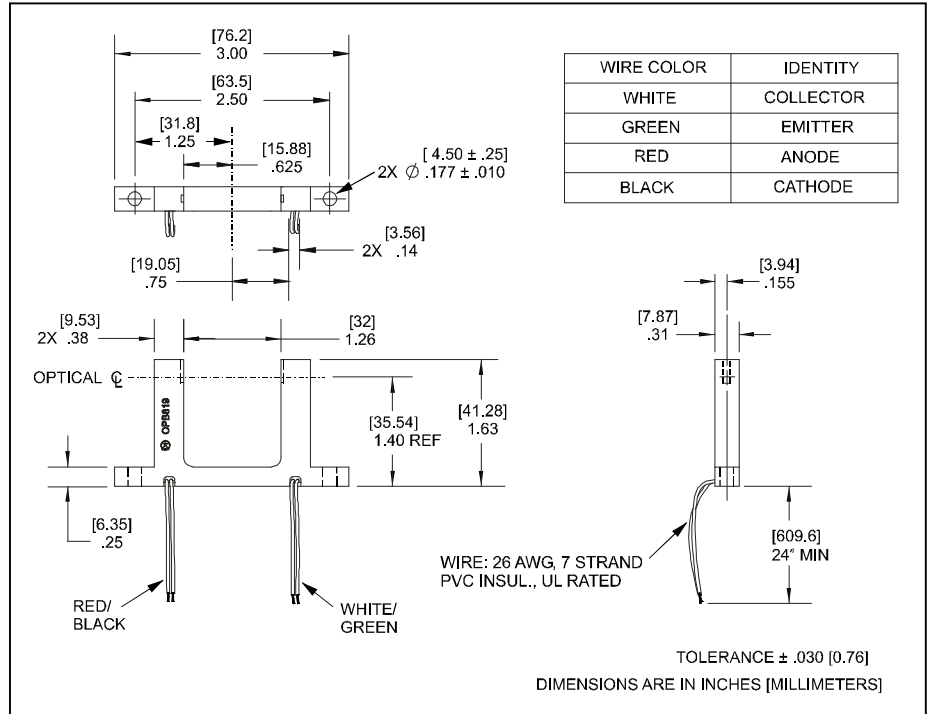 [76.2]
3.00
[63.5]
2.50
[31.8]
1.25
[15.88]
.625
[ 4.50 ± .25]
2X ∅ .177 ± .010
[3.56]
2X .14
[19.05]
.75
WIRE COLOR IDENTITY
WHITE COLLECTOR
GREEN EMITTER
RED ANODE
BLACK CATHODE
[9.53]
2X .38
[32]
1.26
OPTICAL ℄
OPB819
[35.54]
1.40 REF
[41.28]
1.63
[6.35]
.25
RED/
BLACK
WHITE/
GREEN
[3.94]
.155
[7.87]
.31
WIRE: 26 AWG, 7 STRAND
PVC INSUL., UL RATED
[609.6]
24" MIN
TOLERANCE ± .030 [0.76]
DIMENSIONS ARE IN INCHES [MILLIMETERS]